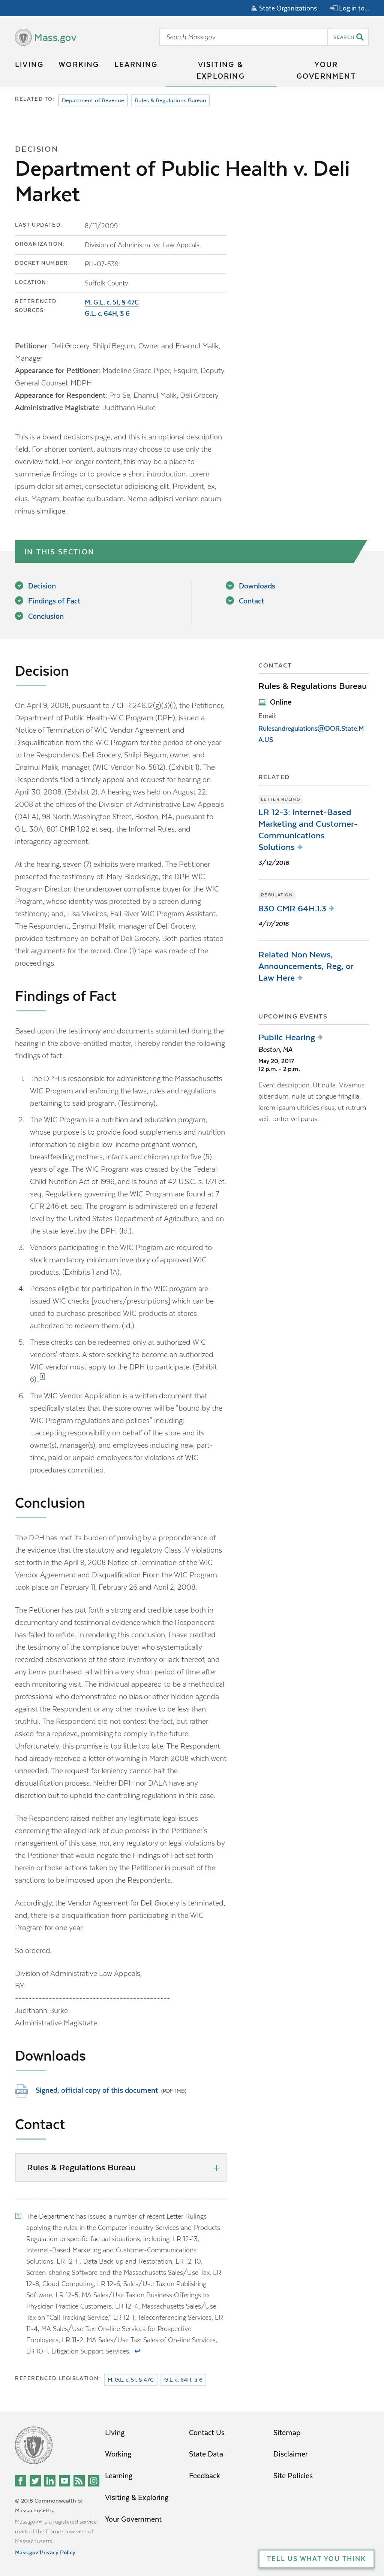 State Organizations
Log in to...
Mass.gov
Search Mass.gov
SEARCH
LIVING
WORKING
LEARNING
VISITING &
EXPLORING
YOUR
GOVERNMENT
RELATED TO
Department of Revenue
Rules & Regulations Bureau
DECISION
Department of Public Health v. Deli
Market
LAST UPDATED: 8/11/2009
ORGANIZATION: Division of Administrative Law Appeals
DOCKET NUMBER: PH-07-539
LOCATION: Suffolk County
REFERENCED
SOURCES:
M. G.L. c. 51, § 47C
G.L. c. 64H, § 6
Petitioner: Deli Grocery, Shilpi Begum, Owner and Enamul Malik,
Manager
Appearance for Petitioner: Madeline Grace Piper, Esquire, Deputy
General Counsel, MDPH
Appearance for Respondent: Pro Se, Enamul Malik, Deli Grocery
Administrative Magistrate: Judithann Burke
This is a board decisions page, and this is an optional description
field. For shorter content, authors may choose to use only the
overview field. For longer content, this may be a place to
summerize findings or to provide a short introduction. Lorem
ipsum dolor sit amet, consectetur adipisicing elit. Provident, ex,
eius. Magnam, beatae quibusdam. Nemo adipisci veniam earum
minus similique.
IN THIS SECTION
Decision
Findings of Fact
Conclusion
Downloads
Contact
Decision
On April 9, 2008, pursuant to 7 CFR 246.12(g)(3)(i), the Petitioner,
Department of Public Health-WIC Program (DPH), issued a
Notice of Termination of WIC Vendor Agreement and
Disqualification from the WIC Program for the period of one year
to the Respondents, Deli Grocery, Shilpi Begum, owner, and
Enamul Malik, manager, (WIC Vendor No. 5812). (Exhibit 1). The
Respondents filed a timely appeal and request for hearing on
April 30, 2008. (Exhibit 2). A hearing was held on August 22,
2008 at the offices of the Division of Administrative Law Appeals
(DALA), 98 North Washington Street, Boston, MA, pursuant to
G.L. 30A, 801 CMR 1.02 et seq., the Informal Rules, and
interagency agreement.
At the hearing, seven (7) exhibits were marked. The Petitioner
presented the testimony of: Mary Blocksidge, the DPH WIC
Program Director; the undercover compliance buyer for the WIC
Program, whose identity was protected by a screen during her
testimony; and, Lisa Viveiros, Fall River WIC Program Assistant.
The Respondent, Enamul Malik, manager of Deli Grocery,
provided testimony on behalf of Deli Grocery. Both parties stated
their arguments for the record. One (1) tape was made of the
proceedings.
Findings of Fact
Based upon the testimony and documents submitted during the
hearing in the above-entitled matter, I hereby render the following
findings of fact:
1. The DPH is responsible for administering the Massachusetts
WIC Program and enforcing the laws, rules and regulations
pertaining to said program. (Testimony).
2. The WIC Program is a nutrition and education program,
whose purpose is to provide food supplements and nutrition
information to eligible low-income pregnant women,
breastfeeding mothers, infants and children up to five (5)
years of age. The WIC Program was created by the Federal
Child Nutrition Act of 1996, and is found at 42 U.S.C. s. 1771 et
seq. Regulations governing the WIC Program are found at 7
CFR 246 et. seq. The DPH administers the program at a federal
level by the United States Department of Agriculture, and on
the state level, by the DPH. (Id.).
3. Vendors participating in the WIC Program are required to
stock mandatory minimum inventory of approved WIC
products. (Exhibits 1 and 1A).
4. Persons eligible for participation in the WIC program are
issued WIC checks [vouchers/prescriptions] which can be
used to purchase prescribed WIC products at stores
authorized to redeem them. (Id.).
5. These checks can be redeemed only at authorized WIC
vendors' stores. A store seeking to become an authorized
WIC vendor must apply to the DPH to participate. (Exhibit
6). 1
6. The WIC Vendor Application is a written document that
specifically states that the store owner will be "bound by the
WIC Program regulations and policies" including:
...accepting responsibility on behalf of the store and its
owner(s), manager(s), and employees including new, part-
time, paid or unpaid employees for violations of WIC
procedures committed.
Conclusion
The DPH has met its burden of proving by a preponderance of
the evidence that the statutory and regulatory Class IV violations
set forth in the April 9, 2008 Notice of Termination of the WIC
Vendor Agreement and Disqualification From the WIC Program
took place on February 11, February 26 and April 2, 2008.
The Petitioner has put forth a strong and credible case both in
documentary and testimonial evidence which the Respondent
has failed to refute. In rendering this conclusion, I have credited
the testimony of the compliance buyer who systematically
recorded observations of the store inventory or lack thereof, and
any items purchased, all within a very short period of time after
each monitoring visit. The individual appeared to be a methodical
professional who demonstrated no bias or other hidden agenda
against the Respondent or any other motive to be less than
truthful. The Respondent did not contest the fact, but rather
asked for a reprieve, promising to comply in the future.
Unfortunately, this promise is too little too late. The Respondent
had already received a letter of warning in March 2008 which went
unheeded. The request for leniency cannot halt the
disqualification process. Neither DPH nor DALA have any
discretion but to uphold the controlling regulations in this case.
The Respondent raised neither any legitimate legal issues
concerning the alleged lack of due process in the Petitioner's
management of this case, nor, any regulatory or legal violations by
the Petitioner that would negate the Findings of Fact set forth
herein or those actions taken by the Petitioner in pursuit of the
sanctions to be imposed upon the Respondents.
Accordingly, the Vendor Agreement for Deli Grocery is terminated,
and, there is a disqualification from participating in the WIC
Program for one year.
So ordered.
Division of Administrative Law Appeals,
BY:
----------------------------------------------
Judithann Burke
Administrative Magistrate
Downloads
Signed, official copy of this document (PDF 1MB)
Contact
Rules & Regulations Bureau
1 The Department has issued a number of recent Letter Rulings
applying the rules in the Computer Industry Services and Products
Regulation to specific factual situations, including: LR 12-13,
Internet-Based Marketing and Customer-Communications
Solutions, LR 12-11, Data Back-up and Restoration, LR 12-10,
Screen-sharing Software and the Massachusetts Sales/Use Tax, LR
12-8, Cloud Computing, LR 12-6, Sales/Use Tax on Publishing
Software, LR 12-5, MA Sales/Use Tax on Business Offerings to
Physician Practice Customers, LR 12-4, Massachusetts Sales/Use
Tax on "Call Tracking Service," LR 12-1, Teleconferencing Services, LR
11-4, MA Sales/Use Tax: On-line Services for Prospective
Employees, LR 11-2, MA Sales/Use Tax: Sales of On-line Services,
LR 10-1, Litigation Support Services. ↩
REFERENCED LEGISLATION:
M. G.L. c. 51, § 47C
G.L. c. 64H, § 6
CONTACT
Rules & Regulations Bureau
Online
Email:
Rulesandregulations@DOR.State.M
A.US
RELATED
LETTER RULING
LR 12-3: Internet-Based
Marketing and Customer-
Communications
Solutions
3/12/2016
REGULATION
830 CMR 64H.1.3
4/17/2016
Related Non News,
Announcements, Reg, or
Law Here
UPCOMING EVENTS
Public Hearing
Boston, MA
May 20, 2017
12 p.m. - 2 p.m.
Event description. Ut nulla. Vivamus
bibendum, nulla ut congue fringilla,
lorem ipsum ultricies risus, ut rutrum
velit tortor vel purus.
Living
Working
Learning
Visiting & Exploring
Your Government
Contact Us
State Data
Feedback
Sitemap
Disclaimer
Site Policies
© 2018 Commonwealth of
Massachusetts.
Mass.gov® is a registered service
mark of the Commonwealth of
Massachusetts.
Mass.gov Privacy Policy
TELL US WHAT YOU THINK